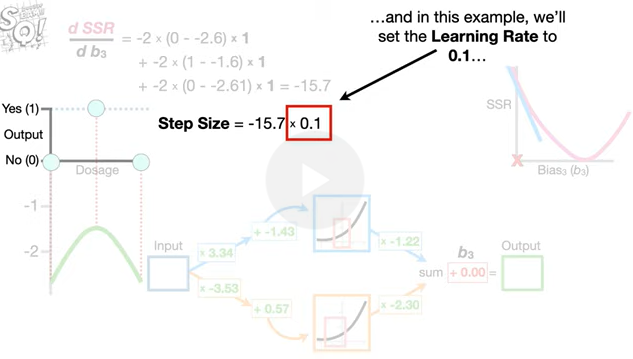 StatQuest!
…and in this example, we'll
set the Learning Rate to
0.1…
d SSR
d b₃
= -2 × (0 - -2.6) × 1
+ -2 × (1 - -1.6) × 1
+ -2 × (0 - -2.61) × 1 = -15.7
Step Size = -15.7 × 0.1
Yes (1)
Output
No (0)
Dosage
-1
-2
SSR
Bias₃ (b₃)
Input
× 3.34
+ -1.43
× -1.22
× -3.53
+ 0.57
× -2.30
b₃
sum + 0.00 =
Output